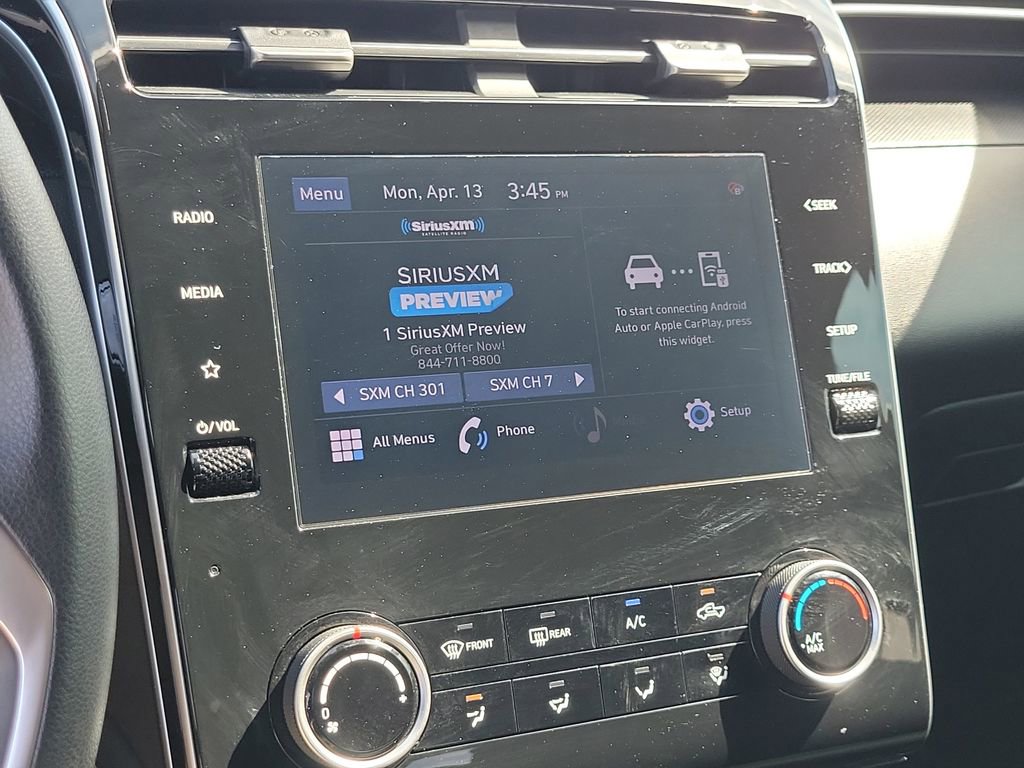 Menu
Mon, Apr. 13
3:45 PM
B
((SiriusXM))
SATELLITE RADIO
SIRIUSXM
PREVIEW
1 SiriusXM Preview
Great Offer Now!
844-711-8800
SXM CH 301
SXM CH 7
To start connecting Android
Auto or Apple CarPlay, press
this widget.
All Menus
Phone
Setup
RADIO
MEDIA
/VOL
<SEEK
TRACK>
SETUP
TUNE/FILE
FRONT
REAR
A/C
0
A/C
MAX